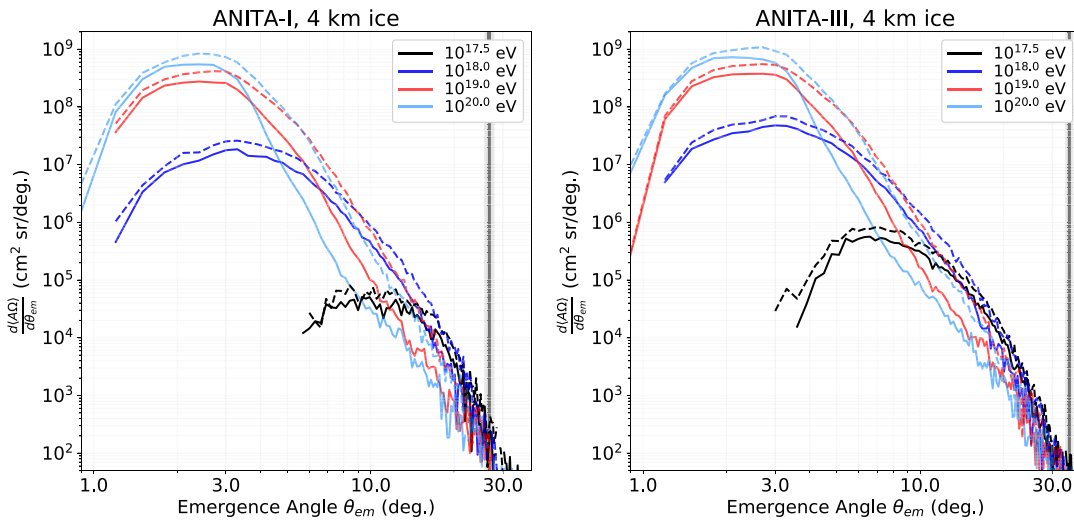 ANITA-I, 4 km ice
10^17.5 eV
10^18.0 eV
10^19.0 eV
10^20.0 eV
10^9
10^8
10^7
10^6
10^5
10^4
10^3
10^2
d(AΩ)/dθ_em (cm² sr/deg.)
1.0 3.0 10.0 30.0
Emergence Angle θ_em (deg.)
ANITA-III, 4 km ice
10^17.5 eV
10^18.0 eV
10^19.0 eV
10^20.0 eV
10^9
10^8
10^7
10^6
10^5
10^4
10^3
10^2
d(AΩ)/dθ_em (cm² sr/deg.)
1.0 3.0 10.0 30.0
Emergence Angle θ_em (deg.)